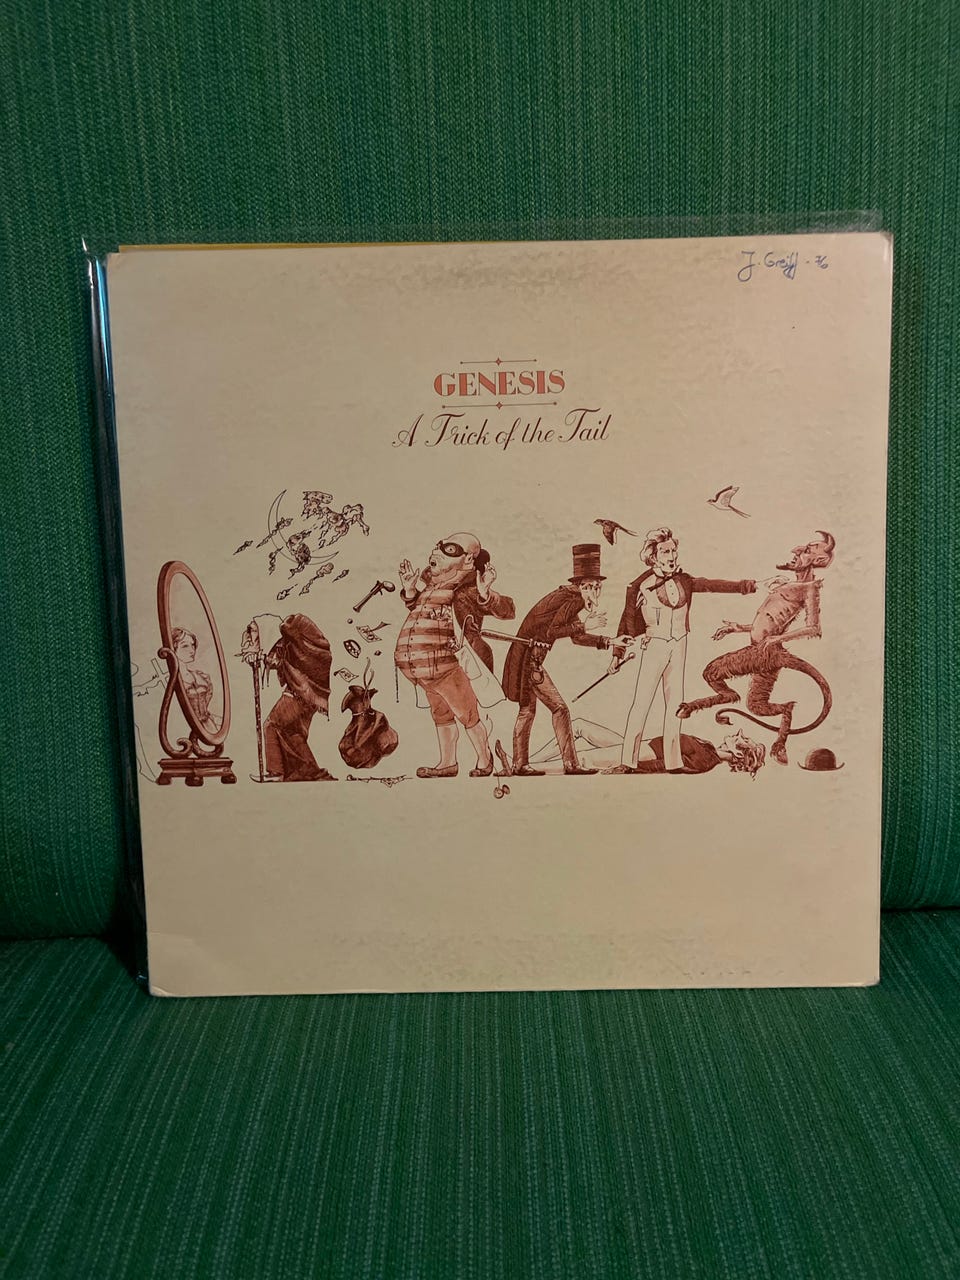 J. Greiff - 76
GENESIS
A Trick of the Tail